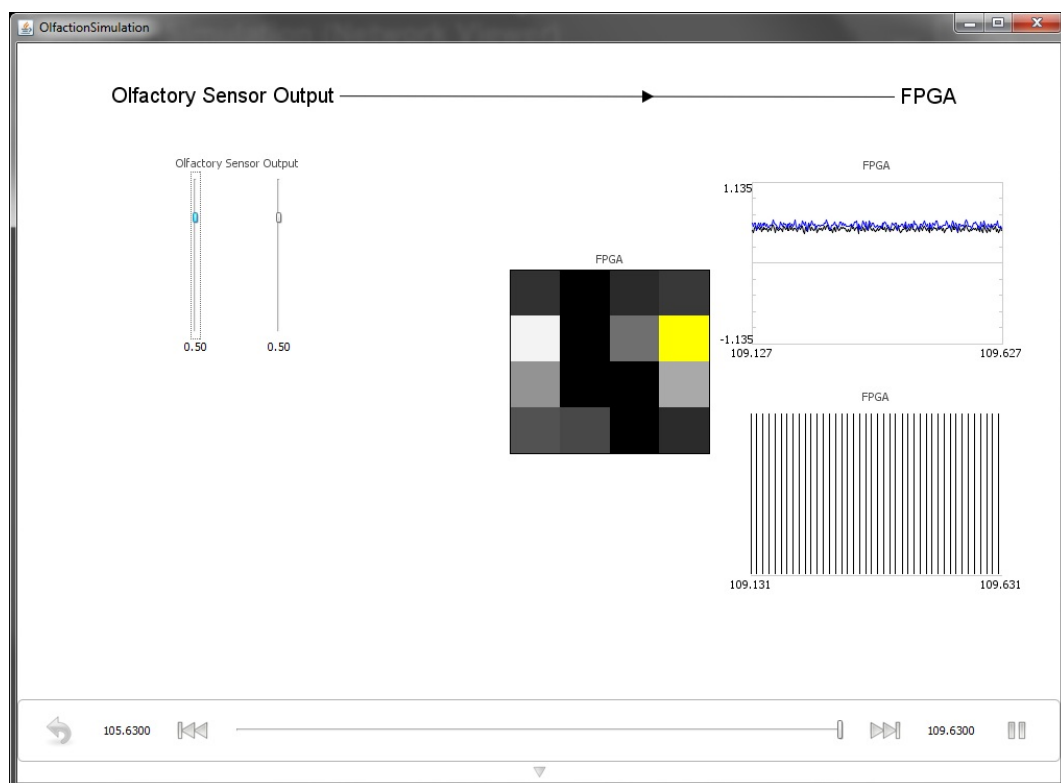 OlfactionSimulation
Olfactory Sensor Output
FPGA
Olfactory Sensor Output
0.50
0.50
FPGA
FPGA
1.135
-1.135
109.127
109.627
FPGA
109.131
109.631
105.6300
109.6300